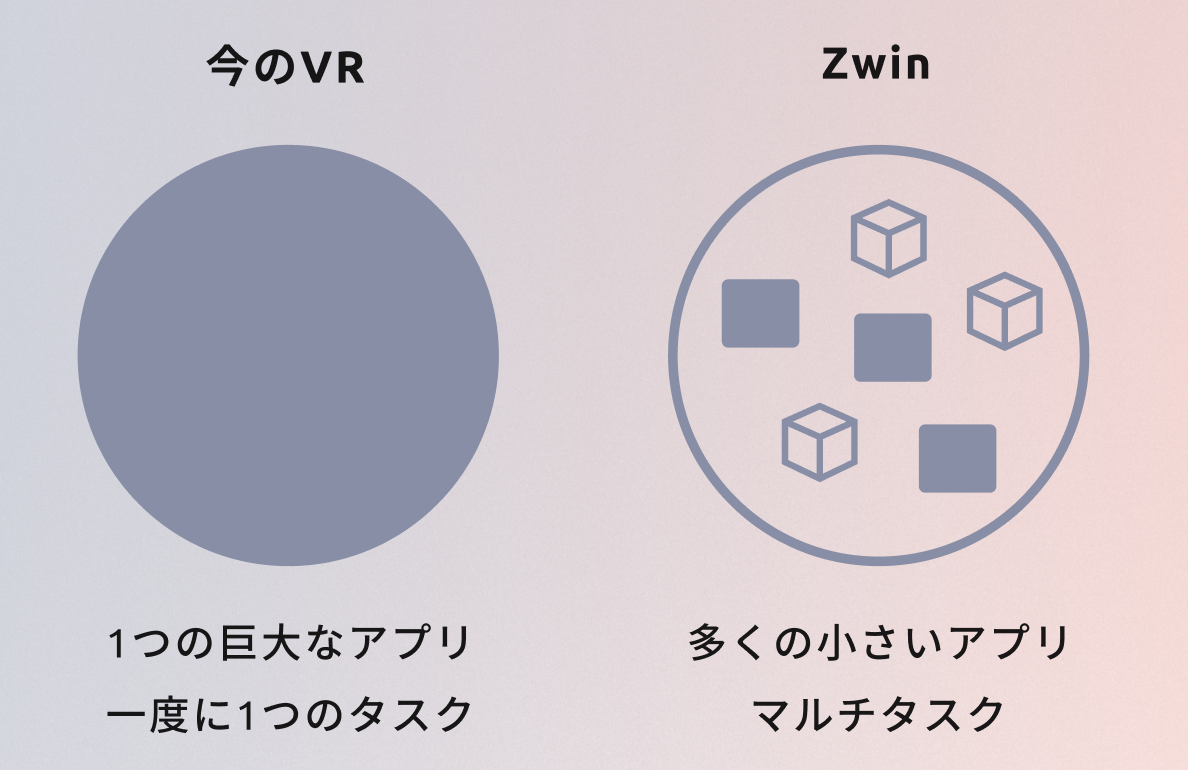 今のVR
Zwin
1つの巨大なアプリ
一度に1つのタスク
多くの小さいアプリ
マルチタスク